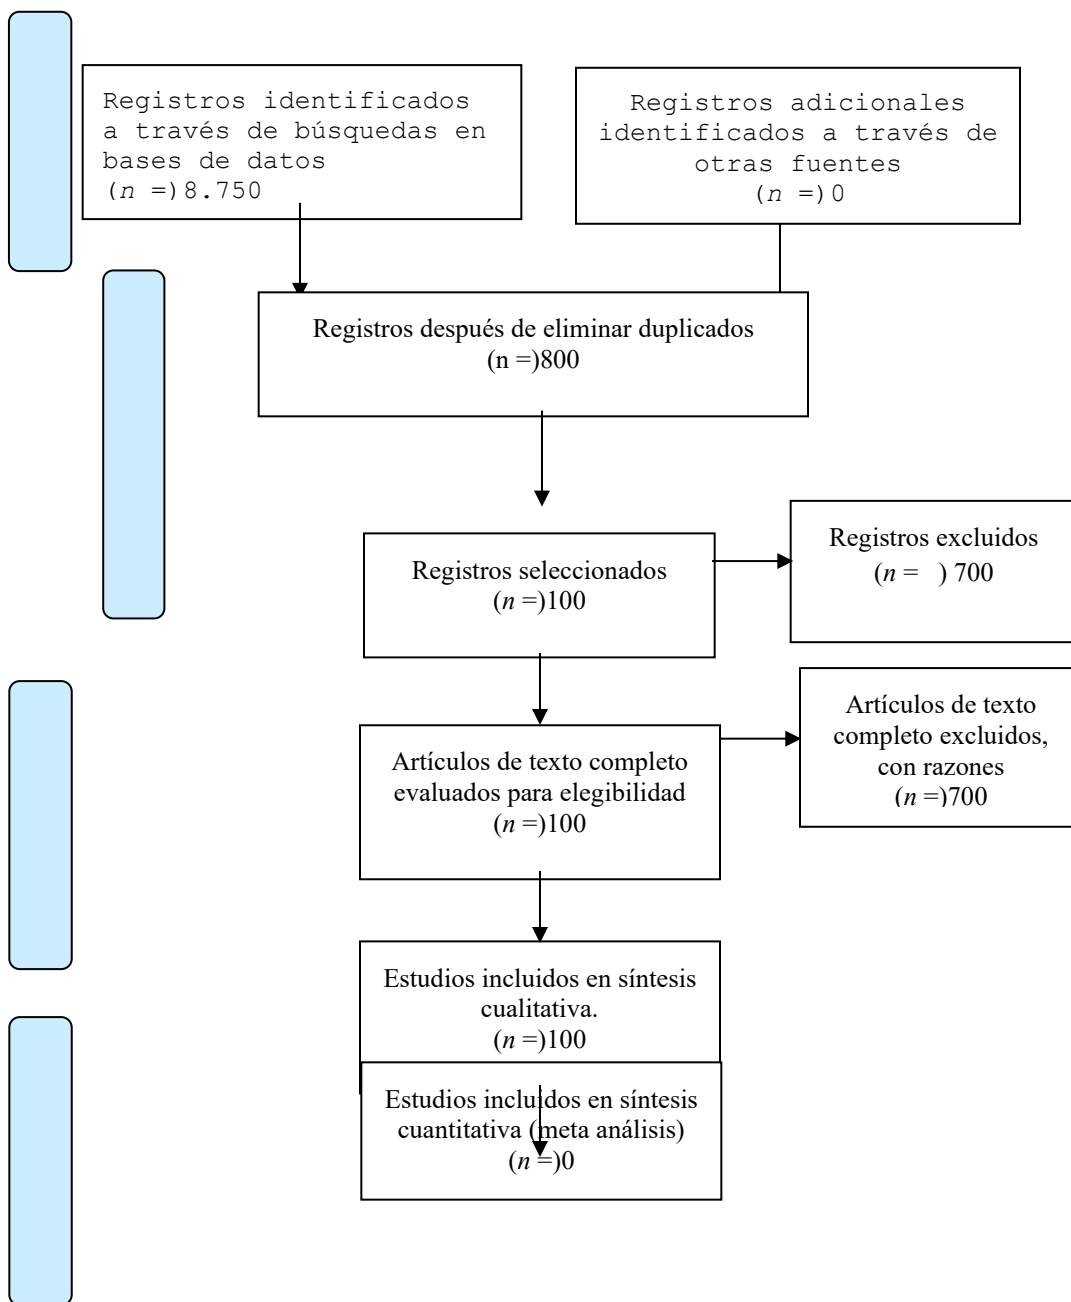 Registros identificados
a través de búsquedas en
bases de datos
(n =)8.750
Registros adicionales
identificados a través de
otras fuentes
(n =)0
Registros después de eliminar duplicados
(n =)800
Registros seleccionados
(n =)100
Registros excluidos
(n = ) 700
Artículos de texto completo
evaluados para elegibilidad
(n =)100
Artículos de texto
completo excluidos,
con razones
(n =)700
Estudios incluidos en síntesis
cualitativa.
(n =)100
Estudios incluidos en síntesis
cuantitativa (meta análisis)
(n =)0